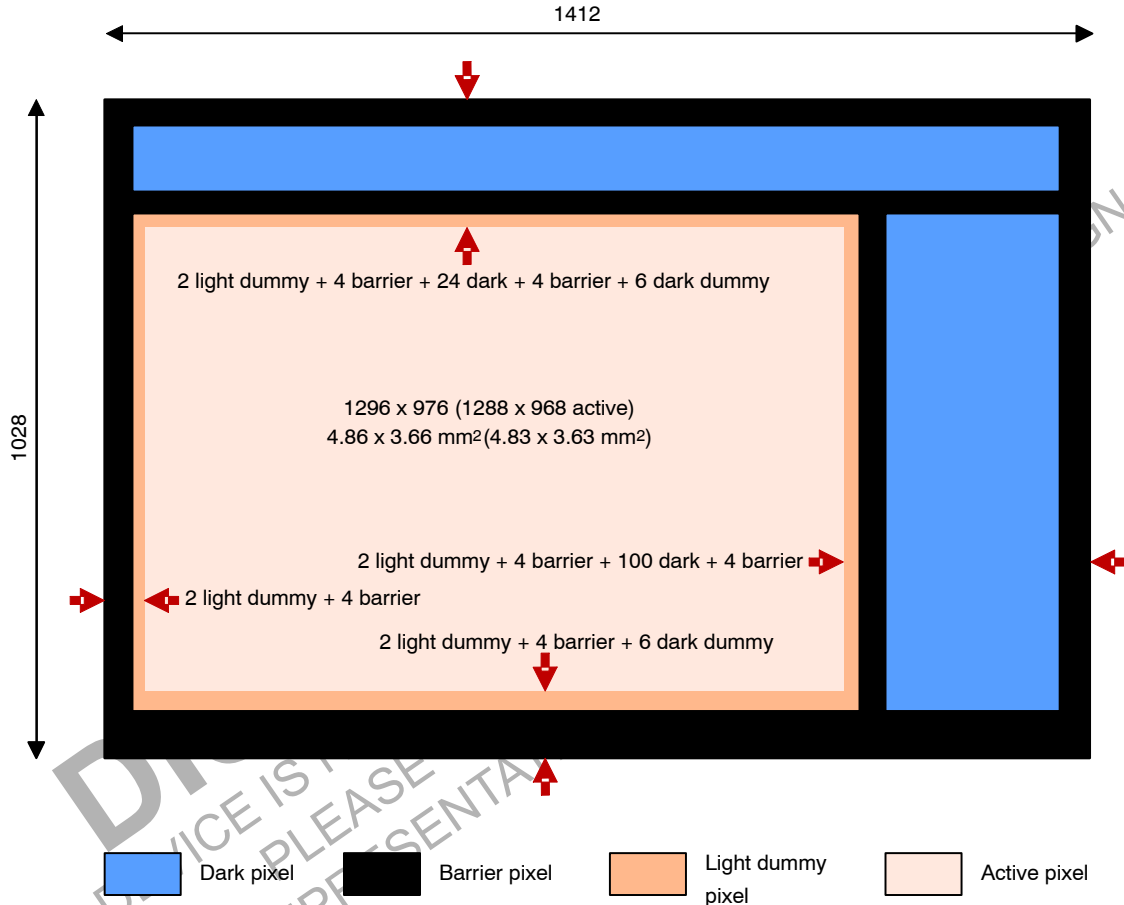 1412
1028
2 light dummy + 4 barrier + 24 dark + 4 barrier + 6 dark dummy
1296 x 976 (1288 x 968 active)
4.86 x 3.66 mm² (4.83 x 3.63 mm²)
2 light dummy + 4 barrier + 100 dark + 4 barrier
2 light dummy + 4 barrier
2 light dummy + 4 barrier + 6 dark dummy
IS
PLEASE
Dark pixel
Barrier pixel
Light dummy
pixel
Active pixel